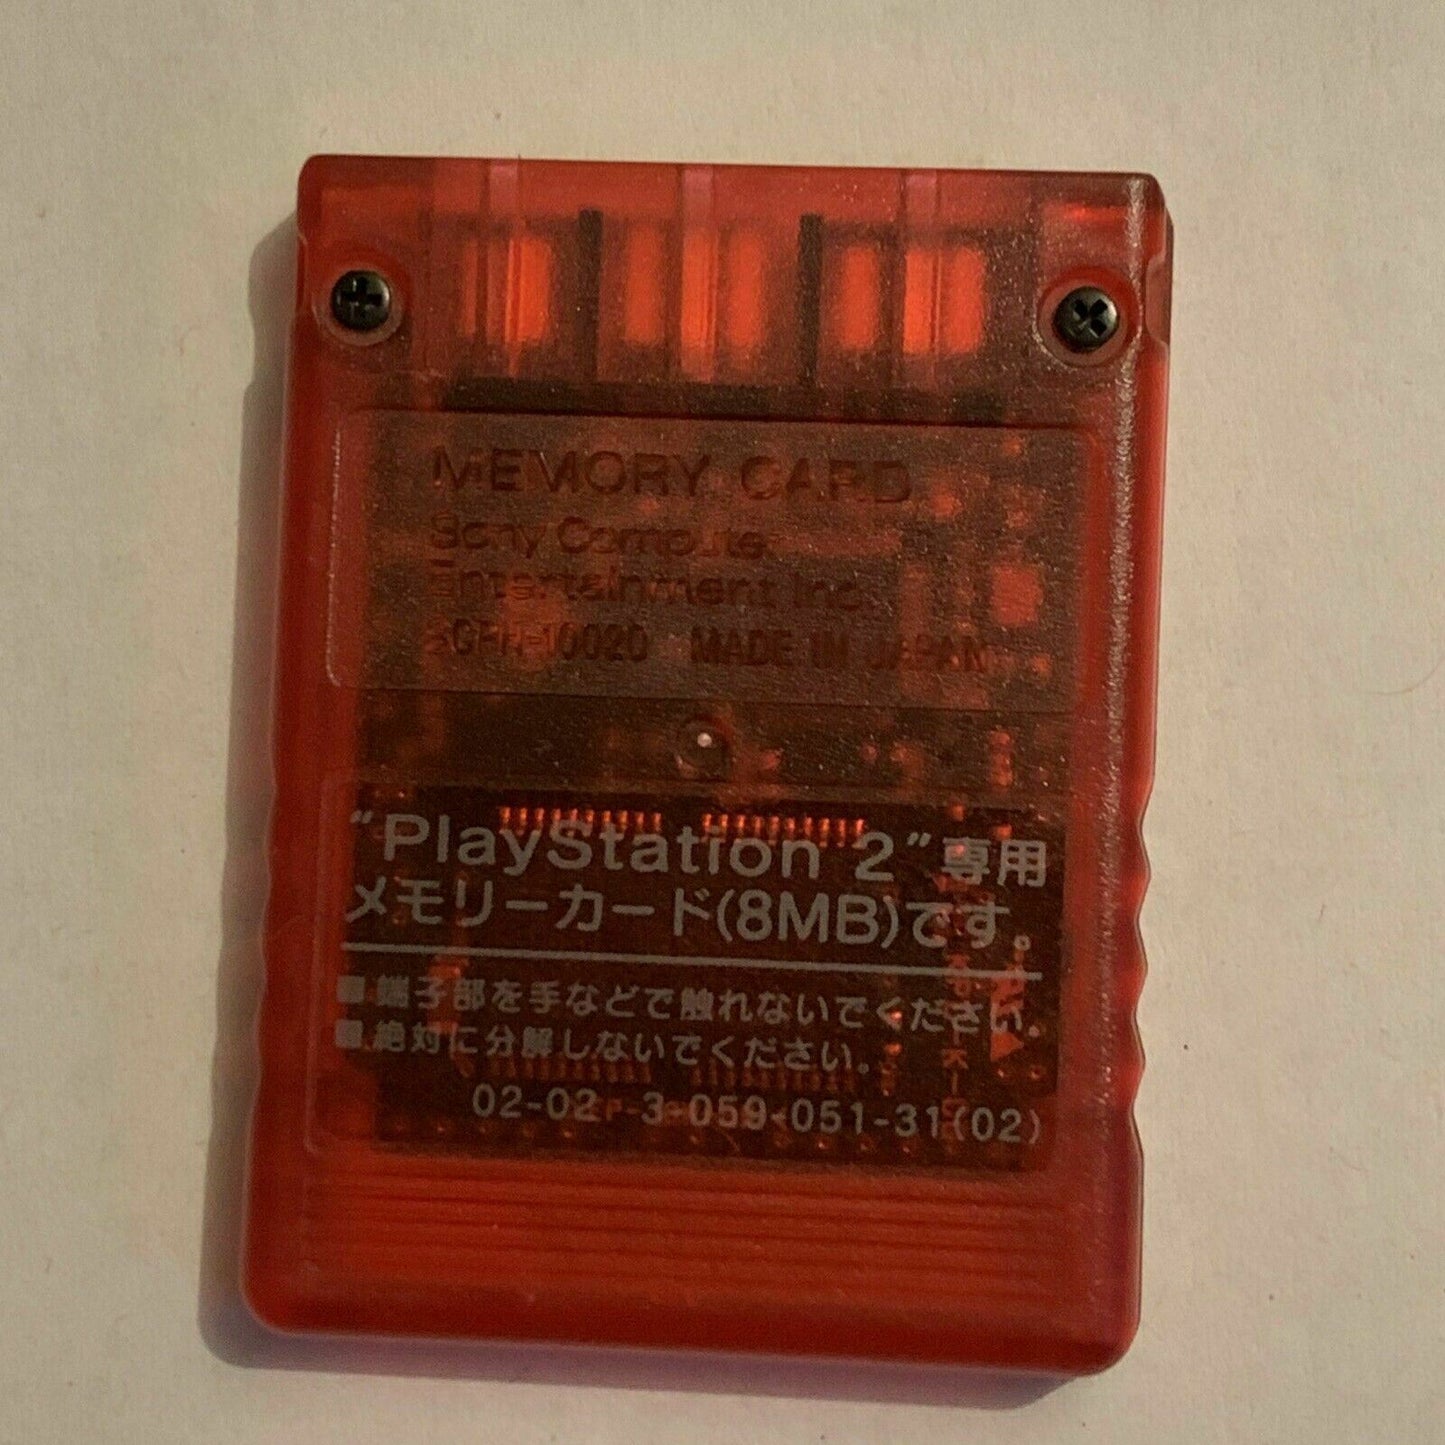 MEMORY CARD
Sony Computer
Entertainment Inc.
SCPH-10020 MADE IN JAPAN
“PlayStation 2”専用
メモリーカード(8MB)です。
■端子部を手などで触れないでください。
■絶対に分解しないでください。
02-02 -3-059-051-31(02)